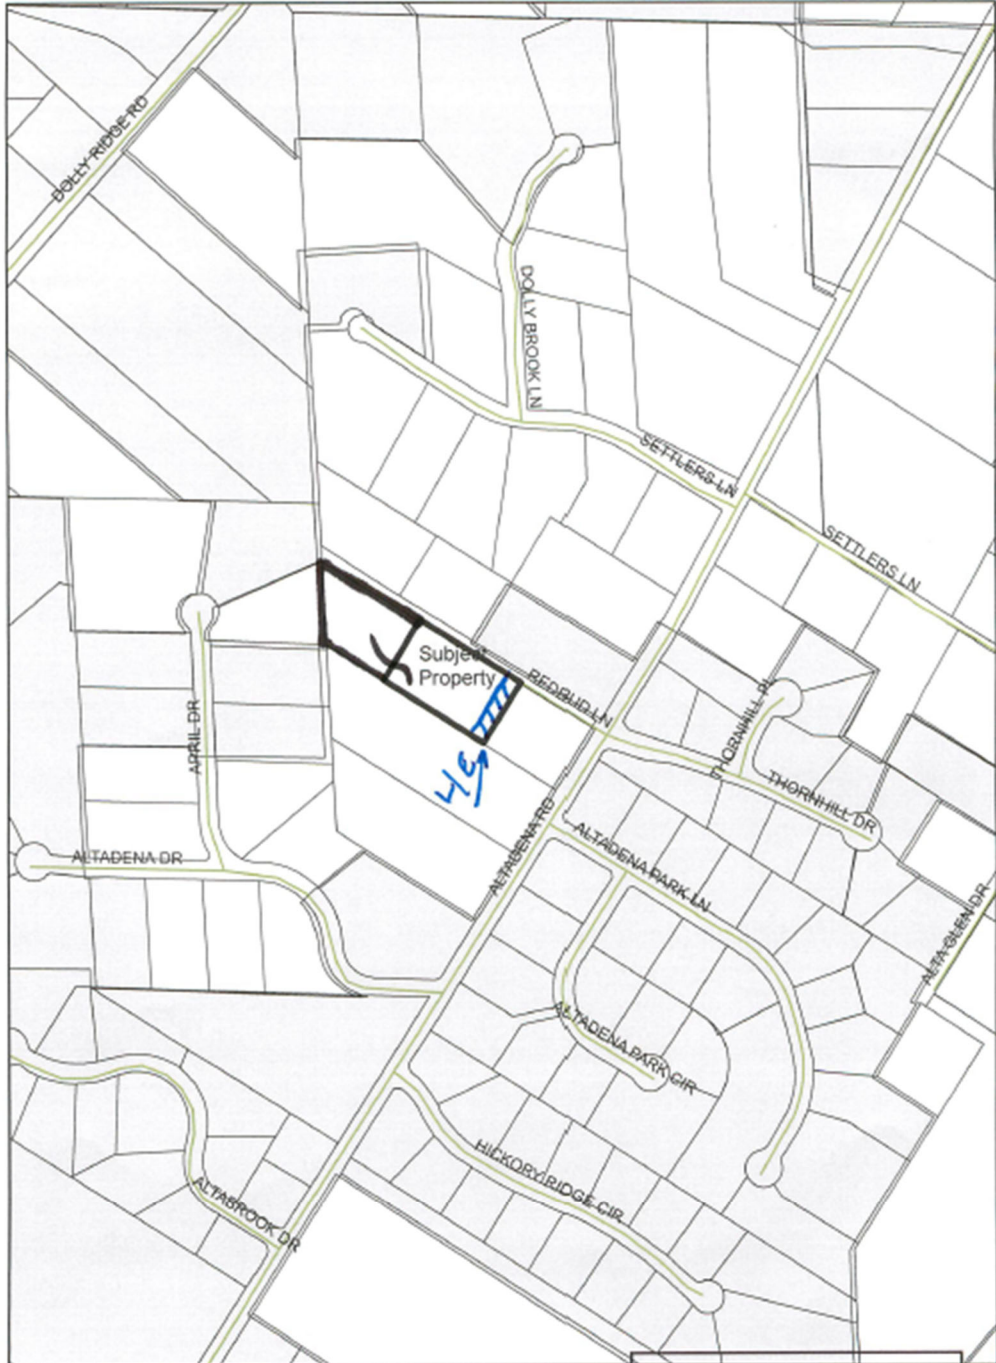 DOLLY RIDGE RD
DOLLY BROOK LN
SETTLERS LN
SETTLERS LN
Subject
Property
REDBUD LN
THORNHILL PL
APRIL DR
THORNHILL DR
ALTADENA RD
ALTADENA DR
ALTADENA PARK LN
ALTA GLEN DR
ALTADENA PARK CIR
HICKORY RIDGE CIR
ALTABROOK DR